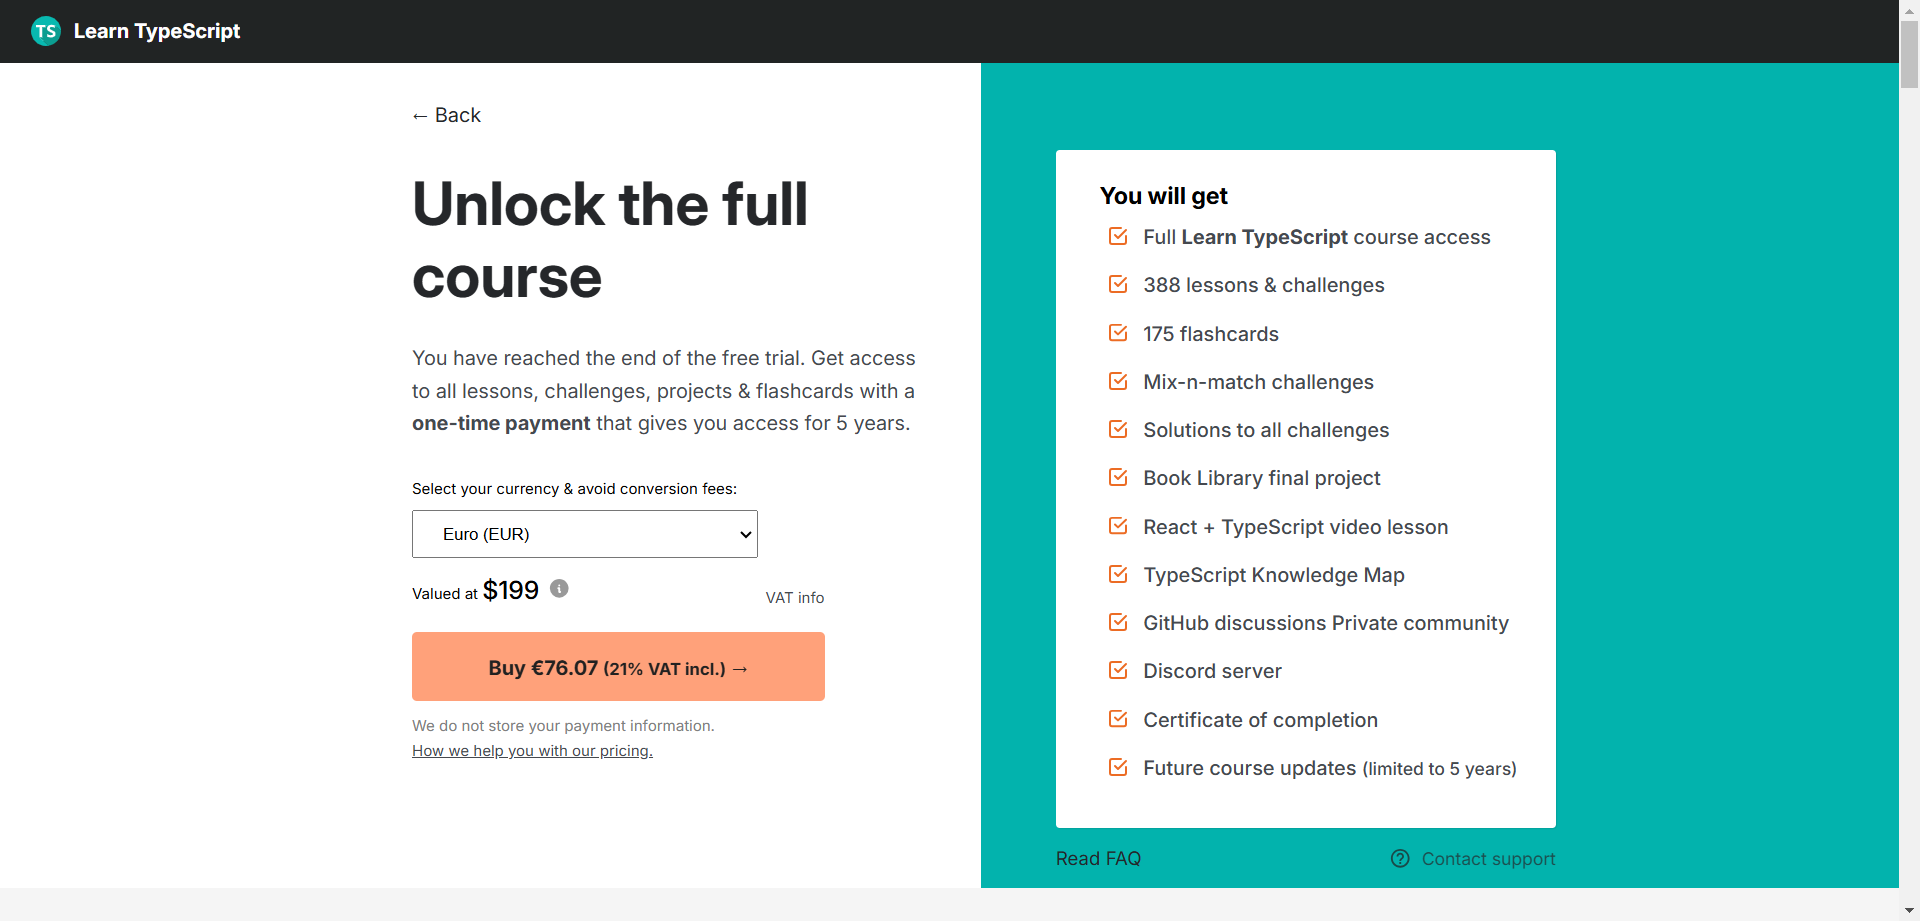 TS Learn TypeScript
← Back
Unlock the full
course
You have reached the end of the free trial. Get access
to all lessons, challenges, projects & flashcards with a
one-time payment that gives you access for 5 years.
Select your currency & avoid conversion fees:
Euro (EUR)
Valued at $199
VAT info
Buy €76.07 (21% VAT incl.) →
We do not store your payment information.
How we help you with our pricing.
You will get
Full Learn TypeScript course access
388 lessons & challenges
175 flashcards
Mix-n-match challenges
Solutions to all challenges
Book Library final project
React + TypeScript video lesson
TypeScript Knowledge Map
GitHub discussions Private community
Discord server
Certificate of completion
Future course updates (limited to 5 years)
Read FAQ
Contact support